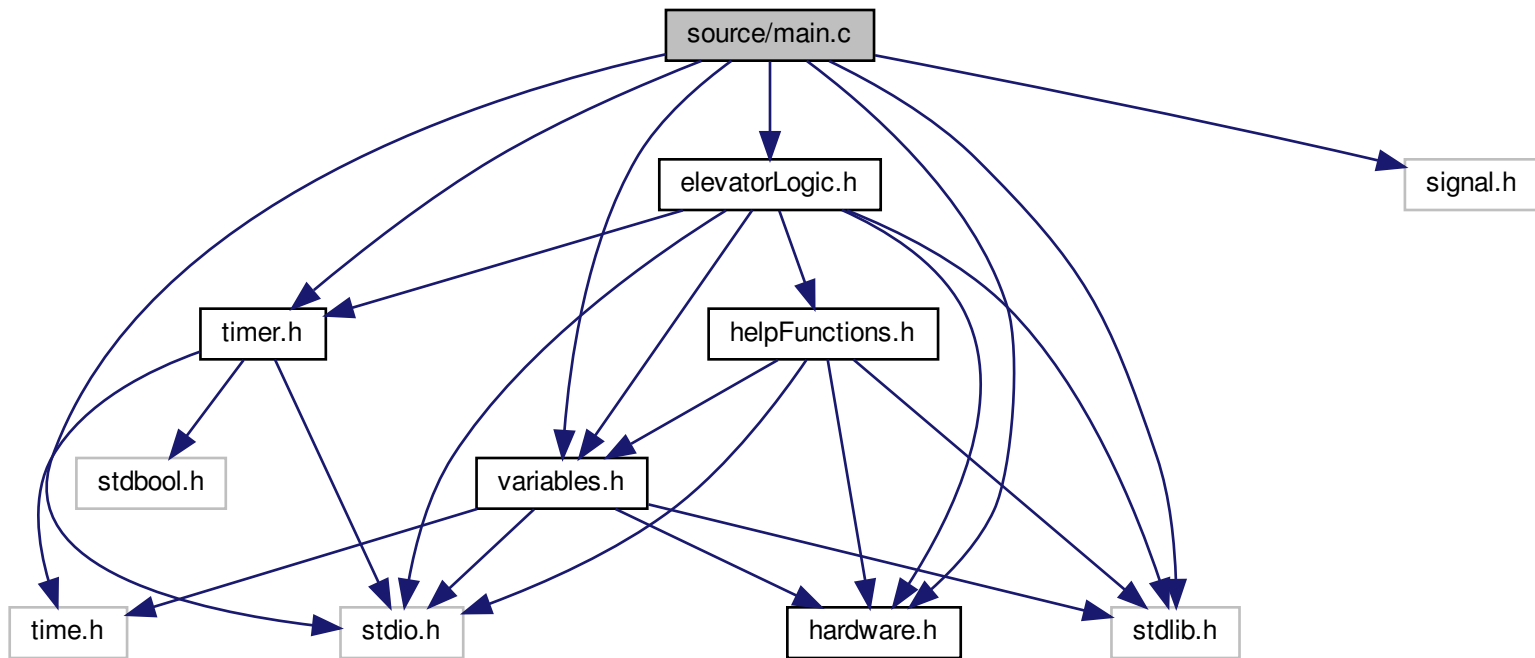 source/main.c
elevatorLogic.h
signal.h
timer.h
helpFunctions.h
stdbool.h
variables.h
time.h
stdio.h
hardware.h
stdlib.h